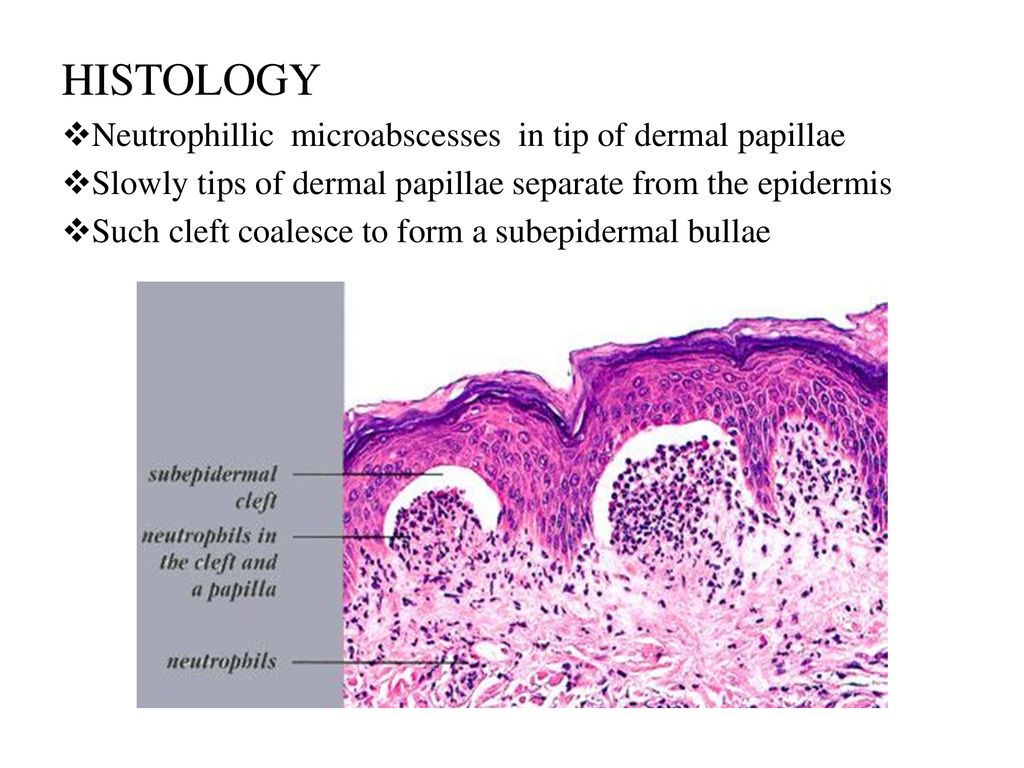 HISTOLOGY
❖Neutrophillic microabscesses in tip of dermal papillae
❖Slowly tips of dermal papillae separate from the epidermis
❖Such cleft coalesce to form a subepidermal bullae
subepidermal
cleft
neutrophils in
the cleft and
a papilla
neutrophils